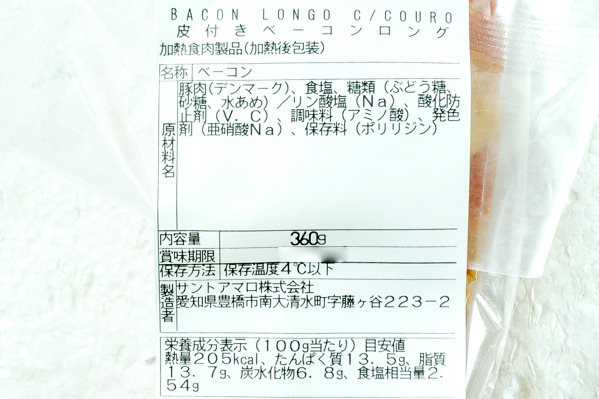 BACON LONGO C/COURO
皮付きベーコンロング
加熱食肉製品(加熱後包装)
名称 ベーコン
原材料名 豚肉(デンマーク)、食塩、糖類(ぶどう糖、
砂糖、水あめ)／リン酸塩(Na)、酸化防
止剤(V.C)、調味料(アミノ酸)、発色
剤(亜硝酸Na)、保存料(ポリリジン)
内容量 360g
賞味期限
保存方法 保存温度4℃以下
製造者 サントアマロ株式会社
愛知県豊橋市南大清水町字藤ヶ谷223-2
栄養成分表示(100g当たり)目安値
熱量205kcal、たんぱく質13.5g、脂質
13.7g、炭水化物6.8g、食塩相当量2.
54g